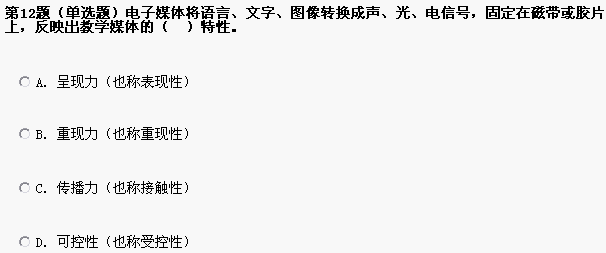 第12题（单选题）电子媒体将语言、文字、图像转换成声、光、电信号，固定在磁带或胶片
上，反映出教学媒体的（　）特性。
A. 呈现力（也称表现性）
B. 重现力（也称重现性）
C. 传播力（也称接触性）
D. 可控性（也称受控性）